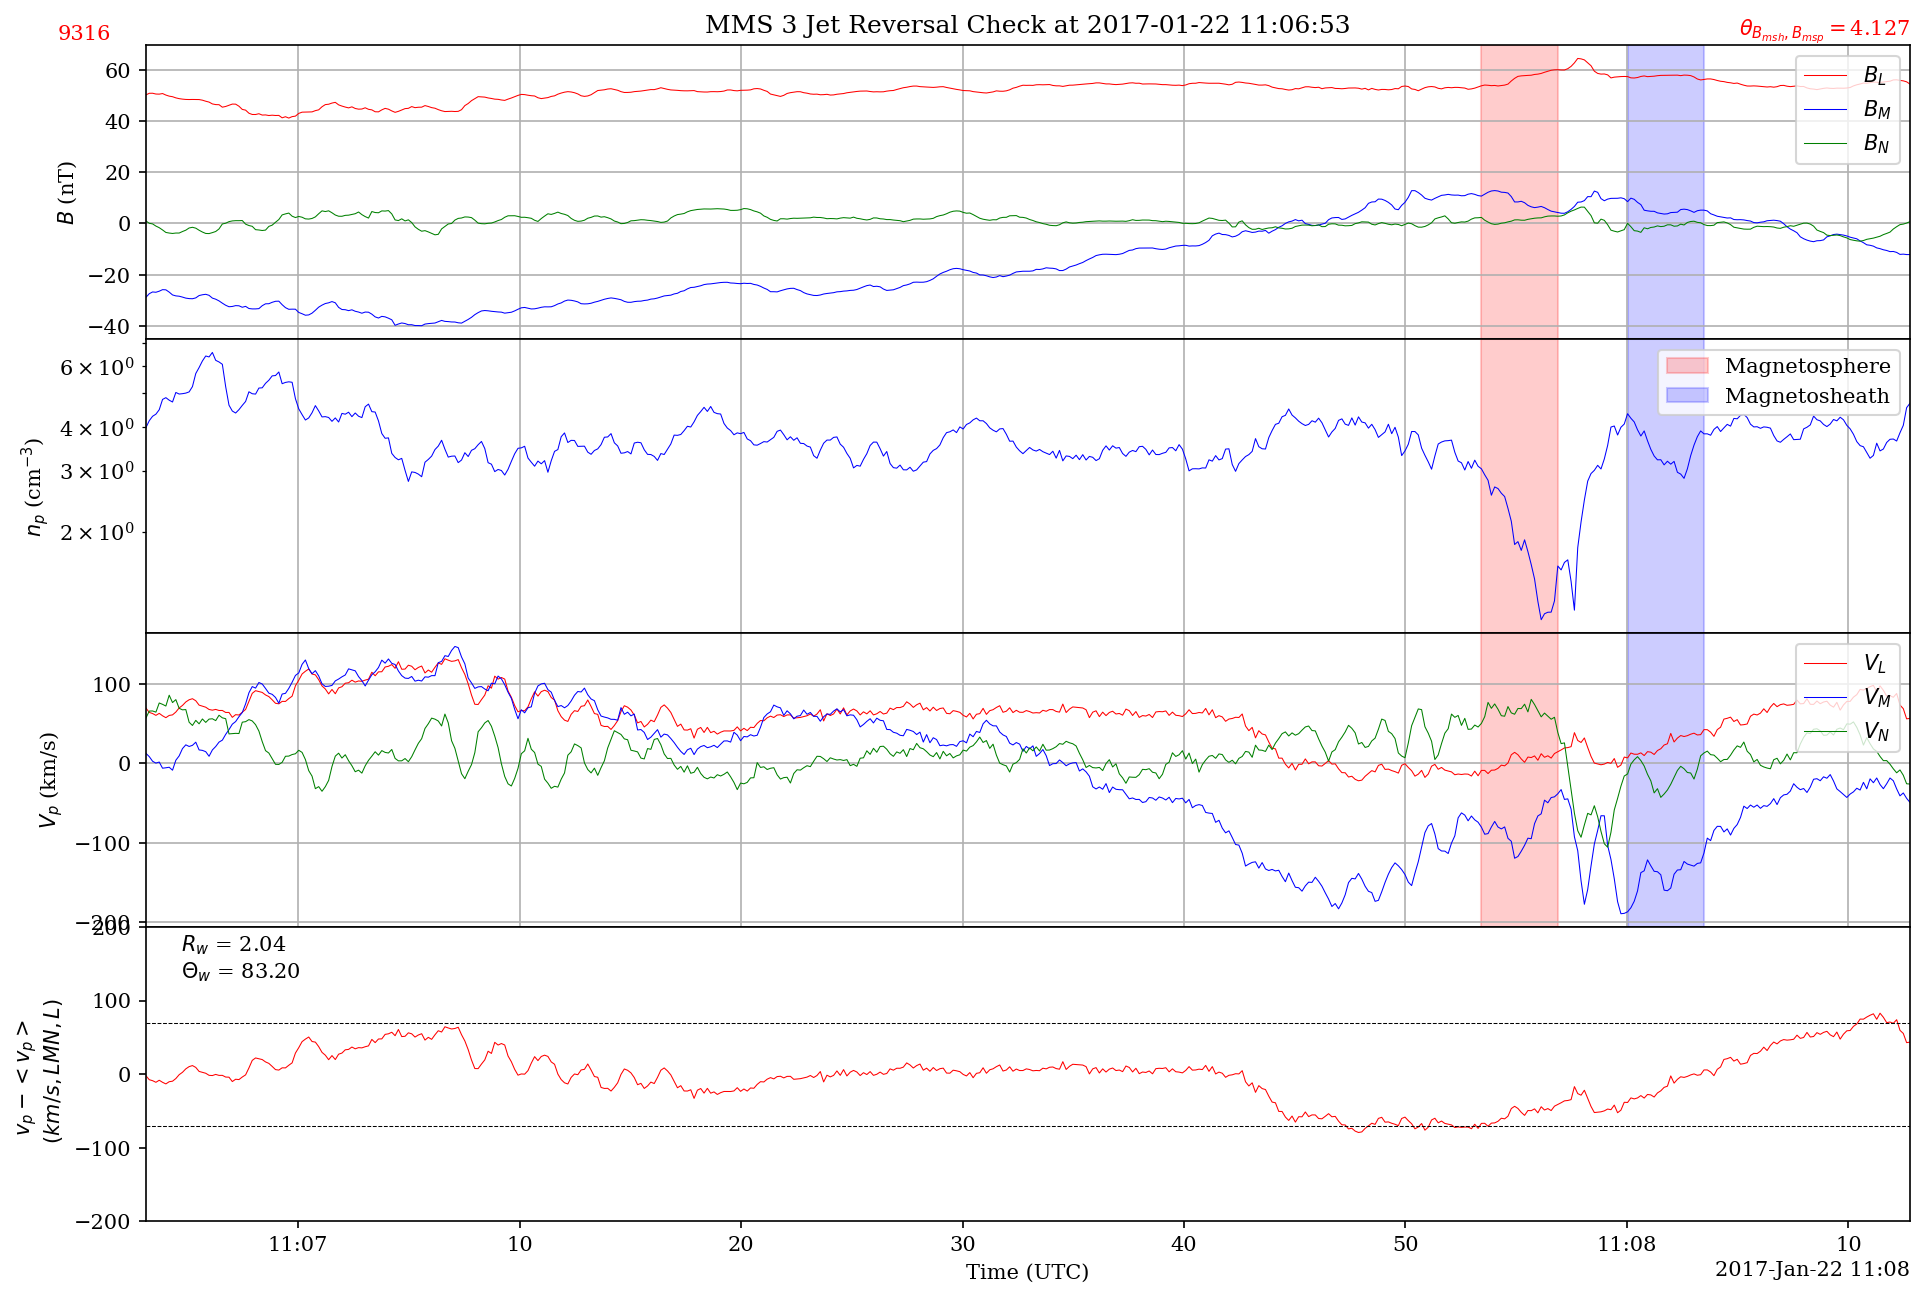 MMS 3 Jet Reversal Check at 2017-01-22 11:06:53
9316
θ_{B_{msh}, B_{msp}} = 4.127
60
40
20
0
−20
−40
B (nT)
B_L
B_M
B_N
6 × 10^0
4 × 10^0
3 × 10^0
2 × 10^0
n_p (cm^{−3})
Magnetosphere
Magnetosheath
100
0
−100
−200
V_p (km/s)
V_L
V_M
V_N
200
100
0
−100
−200
v_p − < v_p >
(km/s, LMN, L)
R_w = 2.04
Θ_w = 83.20
11:07 10 20 30 40 50 11:08 10
Time (UTC)
2017-Jan-22 11:08